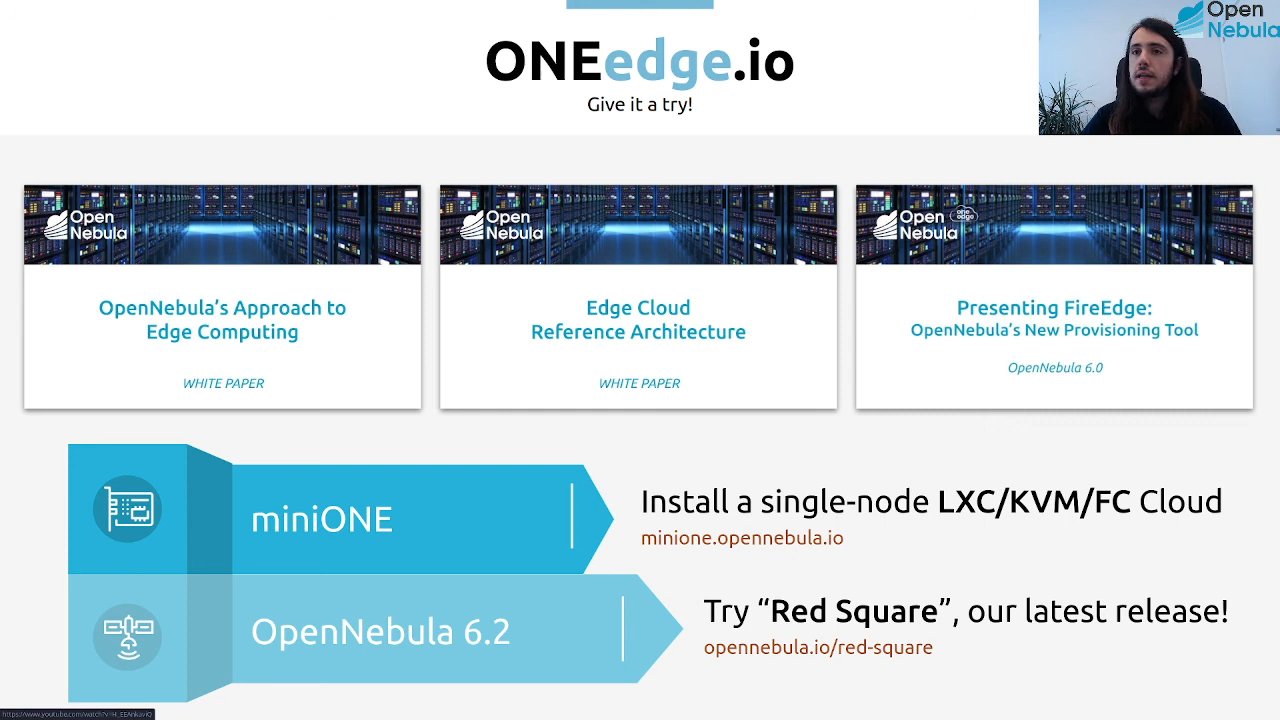 ONEedge.io
Give it a try!
Open
Nebula
Open
Nebula
OpenNebula's Approach to
Edge Computing
WHITE PAPER
Open
Nebula
Edge Cloud
Reference Architecture
WHITE PAPER
Open
Nebula
one
edge
Presenting FireEdge:
OpenNebula's New Provisioning Tool
OpenNebula 6.0
miniONE
Install a single-node LXC/KVM/FC Cloud
minione.opennebula.io
OpenNebula 6.2
Try “Red Square”, our latest release!
opennebula.io/red-square